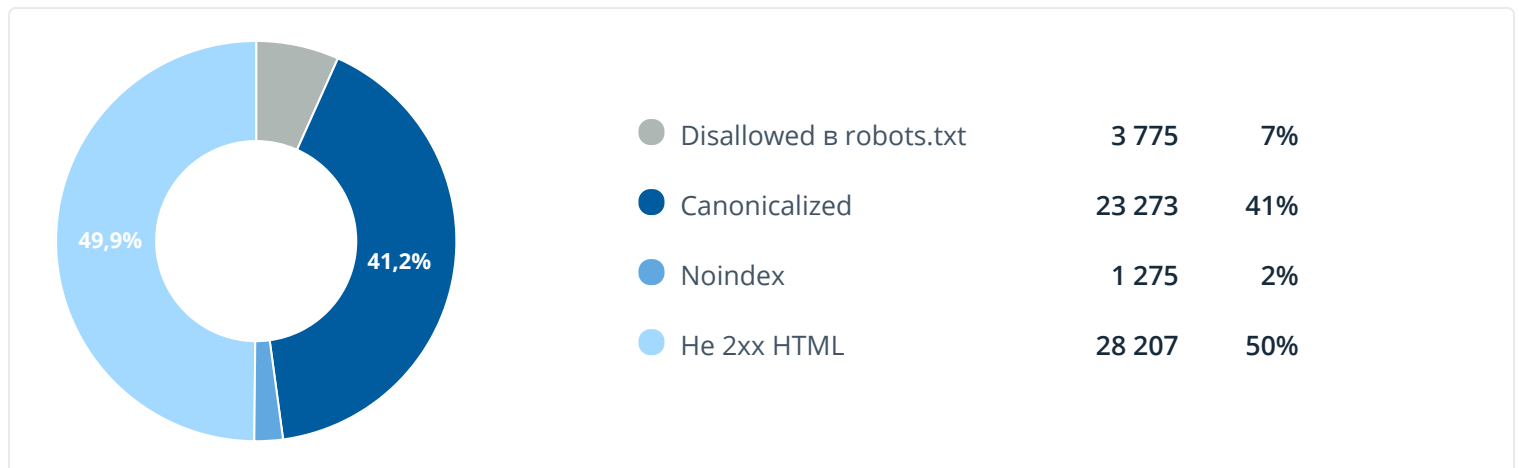 49,9%
41,2%
Disallowed в robots.txt 3 775 7%
Canonicalized 23 273 41%
Noindex 1 275 2%
Не 2xx HTML 28 207 50%